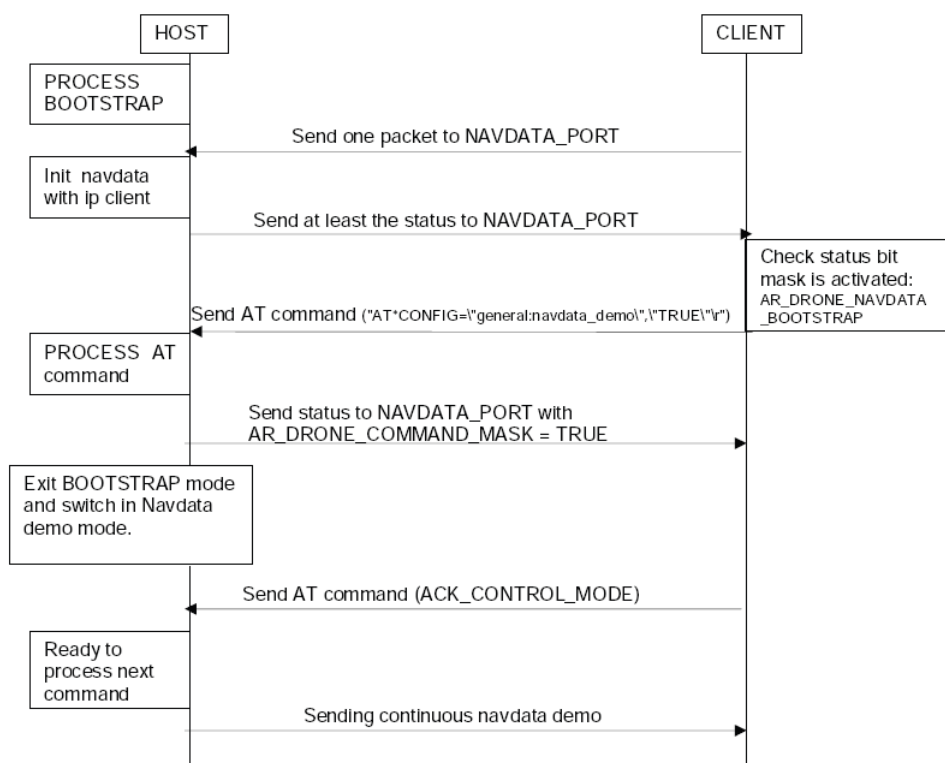 HOST
CLIENT
PROCESS
BOOTSTRAP
Send one packet to NAVDATA_PORT
Init navdata
with ip client
Send at least the status to NAVDATA_PORT
Check status bit
mask is activated:
AR_DRONE_NAVDATA
_BOOTSTRAP
Send AT command ("AT*CONFIG=\"general:navdata_demo\",\"TRUE\"\r")
PROCESS AT
command
Send status to NAVDATA_PORT with
AR_DRONE_COMMAND_MASK = TRUE
Exit BOOTSTRAP mode
and switch in Navdata
demo mode.
Send AT command (ACK_CONTROL_MODE)
Ready to
process next
command
Sending continuous navdata demo